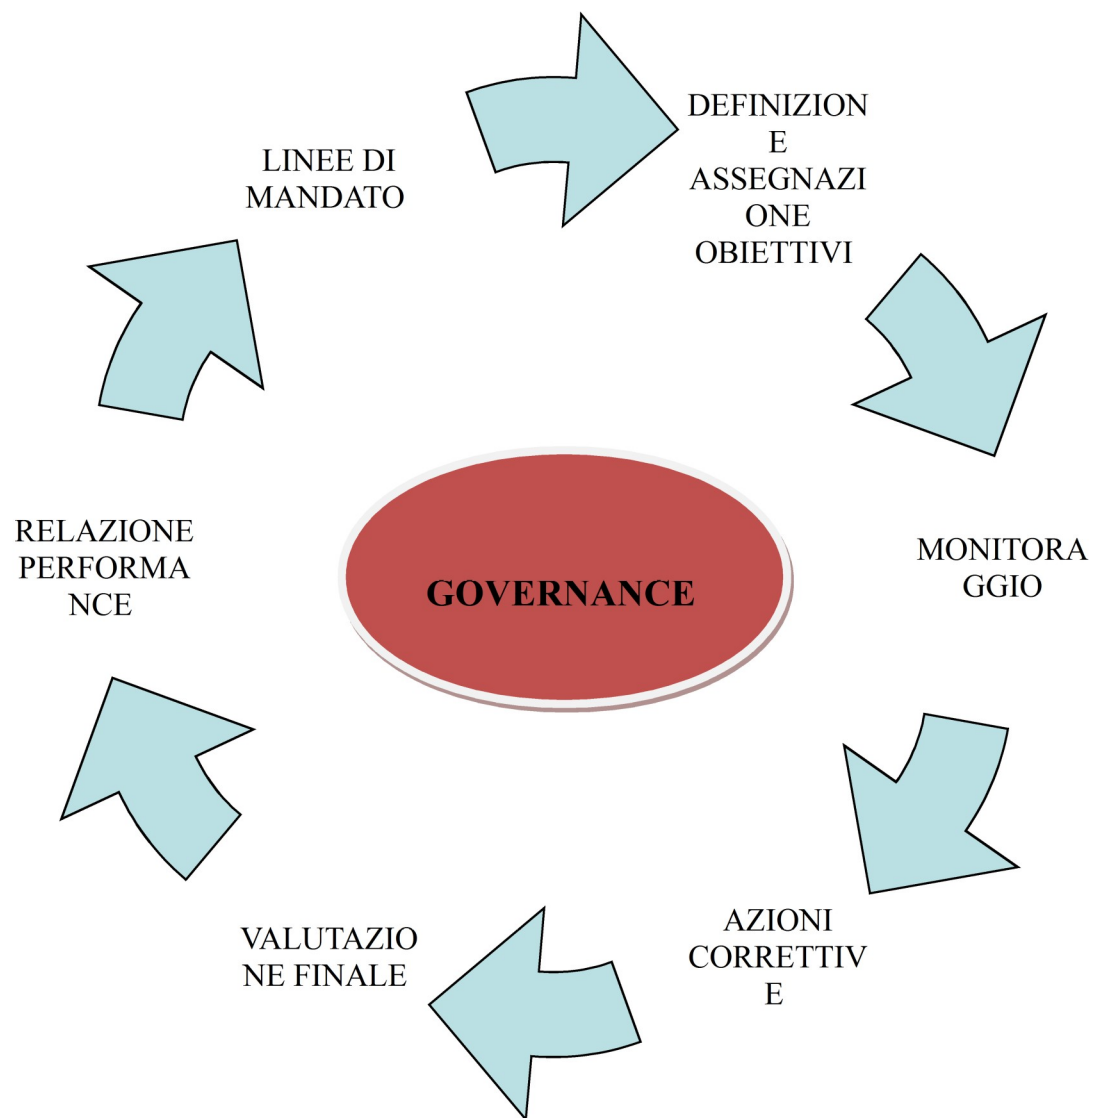 LINEE DI
MANDATO
DEFINIZION
E
ASSEGNAZI
ONE
OBIETTIVI
MONITORA
GGIO
AZIONI
CORRETTIV
E
VALUTAZIO
NE FINALE
RELAZIONE
PERFORMA
NCE
GOVERNANCE